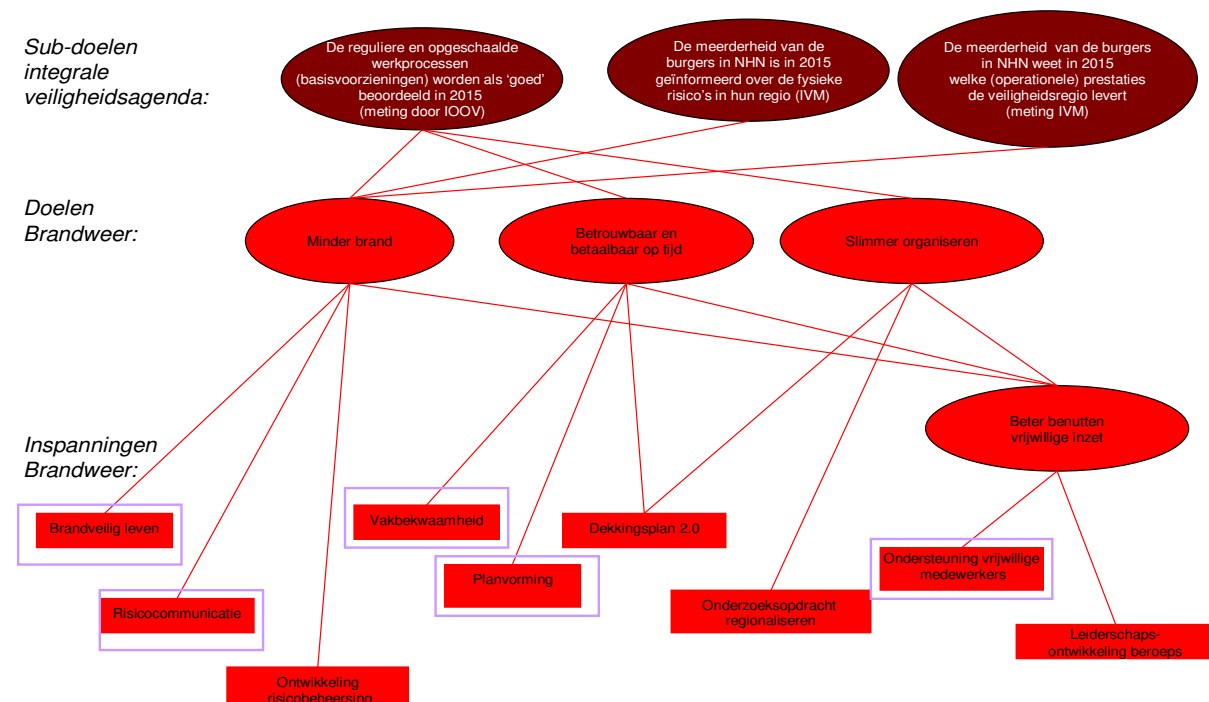 Sub-doelen
integrale
veiligheidsagenda:
De reguliere en opgeschaalde
werkprocessen
(basisvoorzieningen) worden als ‘goed’
beoordeeld in 2015
(meting door IOOV)
De meerderheid van de
burgers in NHN is in 2015
geïnformeerd over de fysieke
risico’s in hun regio (IVM)
De meerderheid van de burgers
in NHN weet in 2015
welke (operationele) prestaties
de veiligheidsregio levert
(meting IVM)
Doelen
Brandweer:
Minder brand
Betrouwbaar en
betaalbaar op tijd
Slimmer organiseren
Beter benutten
vrijwillige inzet
Inspanningen
Brandweer:
Brandveilig leven
Vakbekwaamheid
Dekkingsplan 2.0
Ondersteuning vrijwillige
medewerkers
Planvorming
Risicocommunicatie
Onderzoeksopdracht
regionaliseren
Leiderschaps-
ontwikkeling beroeps
Ontwikkeling
risicobeheersing